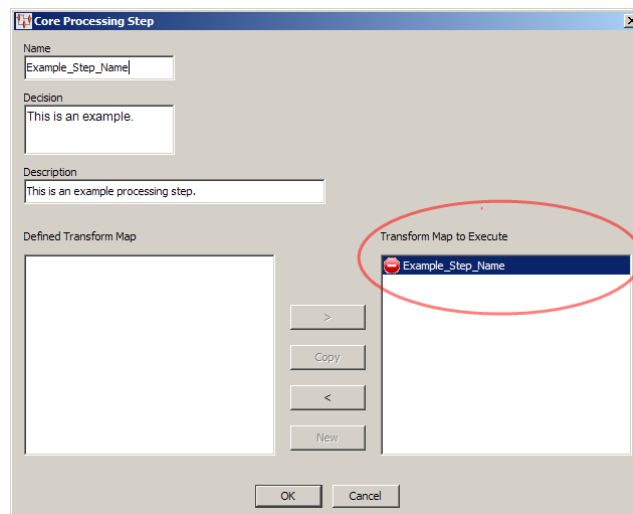 Core Processing Step
Name
Example_Step_Name
Decision
This is an example.
Description
This is an example processing step.
Defined Transform Map
Transform Map to Execute
Example_Step_Name
>
Copy
<
New
OK
Cancel